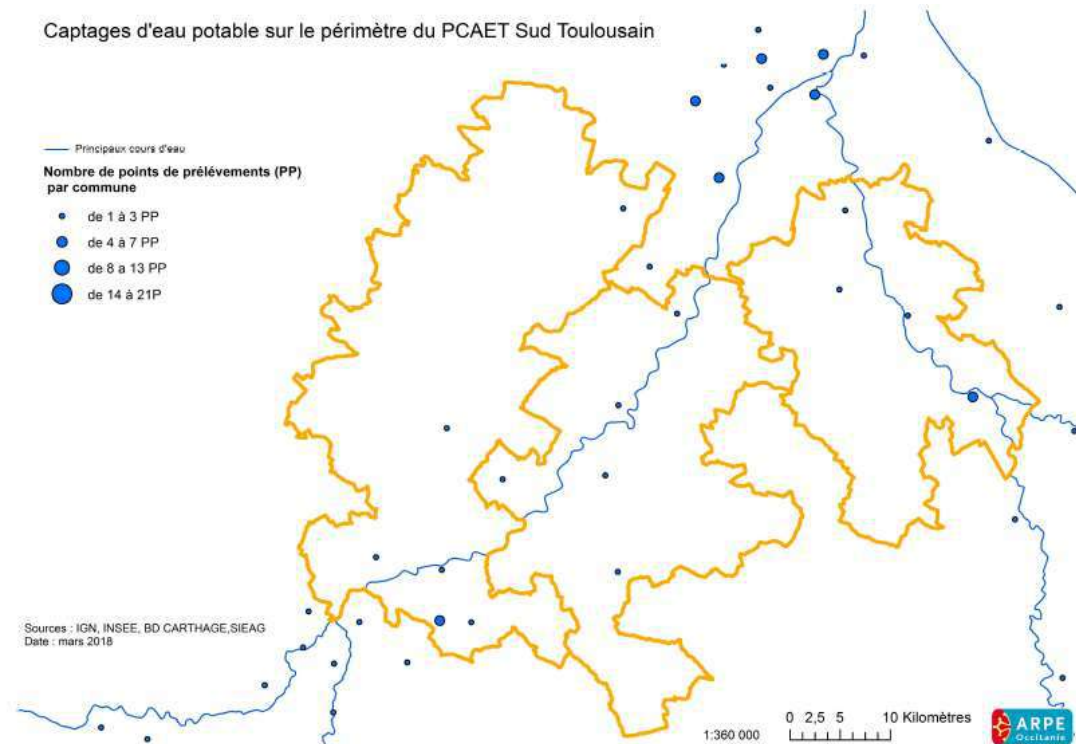 Captages d'eau potable sur le périmètre du PCAET Sud Toulousain
Principaux cours d'eau
Nombre de points de prélévements (PP)
par commune
de 1 à 3 PP
de 4 à 7 PP
de 8 a 13 PP
de 14 à 21P
Sources : IGN, INSEE, BD CARTHAGE,SIEAG
Date : mars 2018
1:360 000
0 2,5 5 10 Kilomètres
ARPE
Occitanie